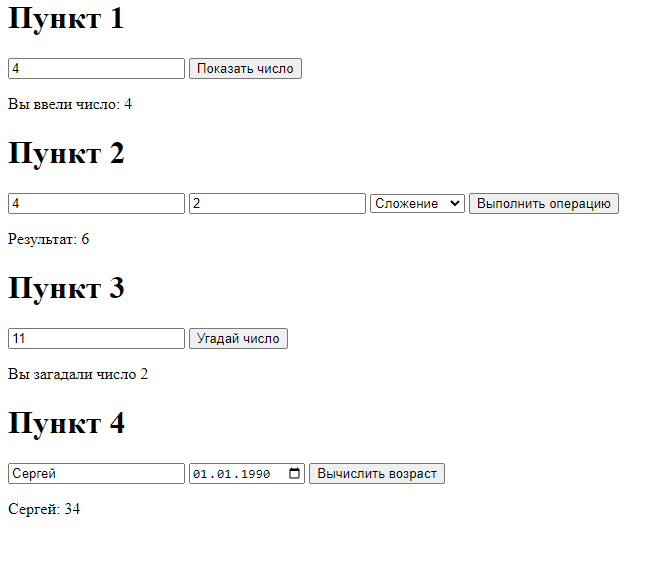 Пункт 1
4 Показать число
Вы ввели число: 4
Пункт 2
4 2 Сложение Выполнить операцию
Результат: 6
Пункт 3
11 Угадай число
Вы загадали число 2
Пункт 4
Сергей 01.01.1990 Вычислить возраст
Сергей: 34